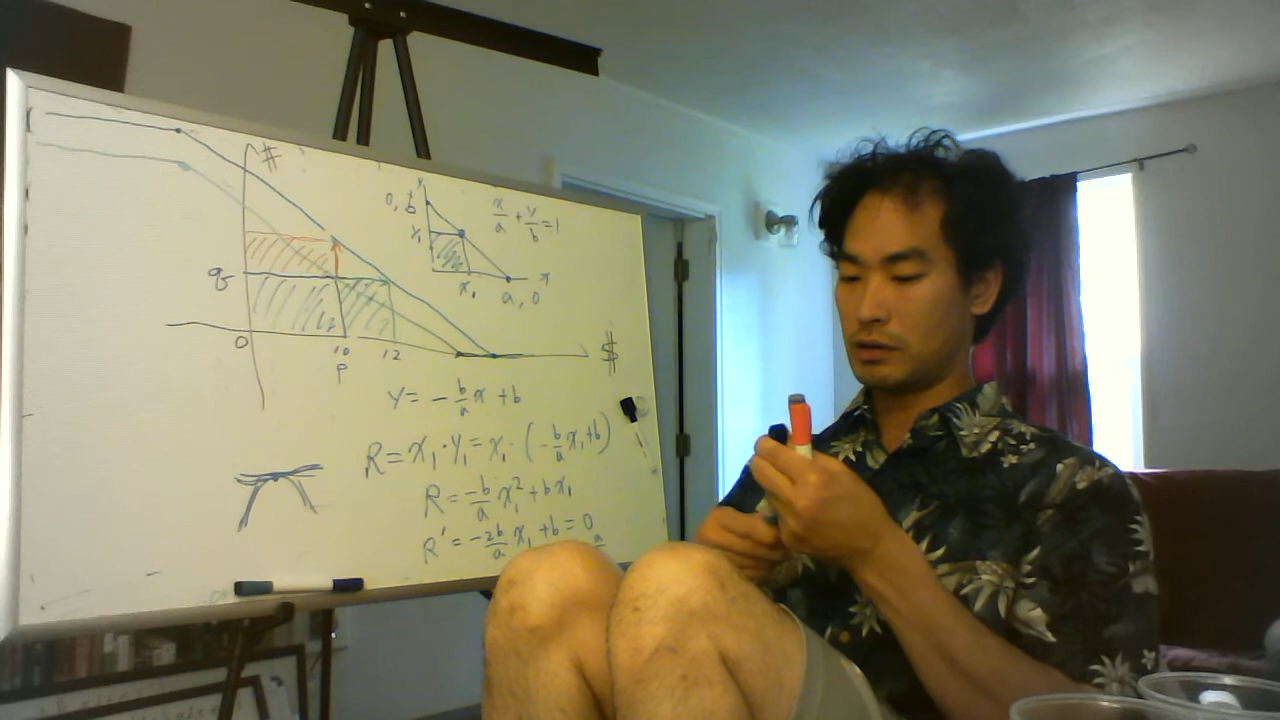 #
0, b
y
y₁
x₁
a, 0
x
x/a + y/b = 1
q
0
10
12
p
$
y = -b/a x + b
R = x₁ · y₁ = x₁ · (-b/a x₁ + b)
R = -b/a x₁² + bx₁
R' = -2b/a x₁ + b = 0
a